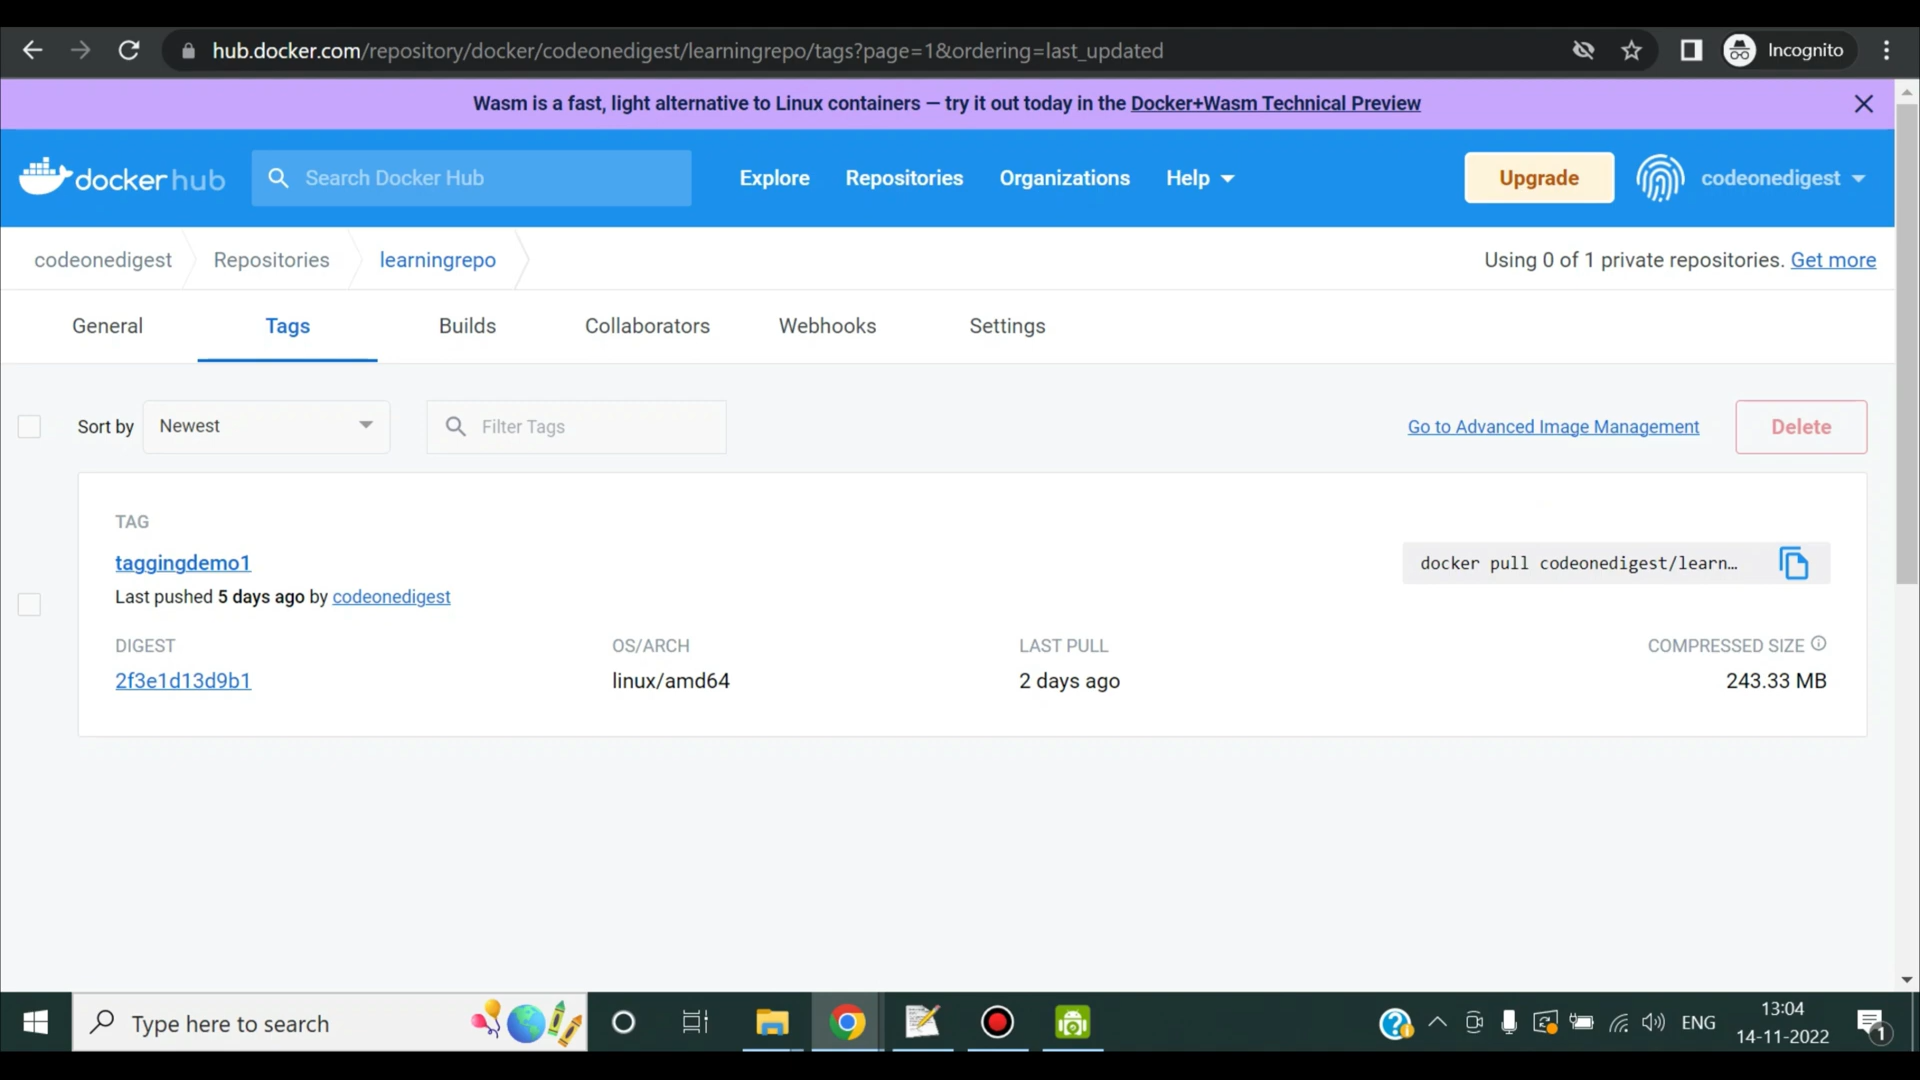 hub.docker.com/repository/docker/codeonedigest/learningrepo/tags?page=1&ordering=last_updated
Incognito
Wasm is a fast, light alternative to Linux containers – try it out today in the Docker+Wasm Technical Preview
docker hub
Search Docker Hub
Explore
Repositories
Organizations
Help
Upgrade
codeonedigest
codeonedigest
Repositories
learningrepo
Using 0 of 1 private repositories. Get more
General
Tags
Builds
Collaborators
Webhooks
Settings
Sort by
Newest
Filter Tags
Go to Advanced Image Management
Delete
TAG
taggingdemo1
docker pull codeonedigest/learn…
Last pushed 5 days ago by codeonedigest
DIGEST
OS/ARCH
LAST PULL
COMPRESSED SIZE
2f3e1d13d9b1
linux/amd64
2 days ago
243.33 MB
Type here to search
ENG
13:04
14-11-2022
1